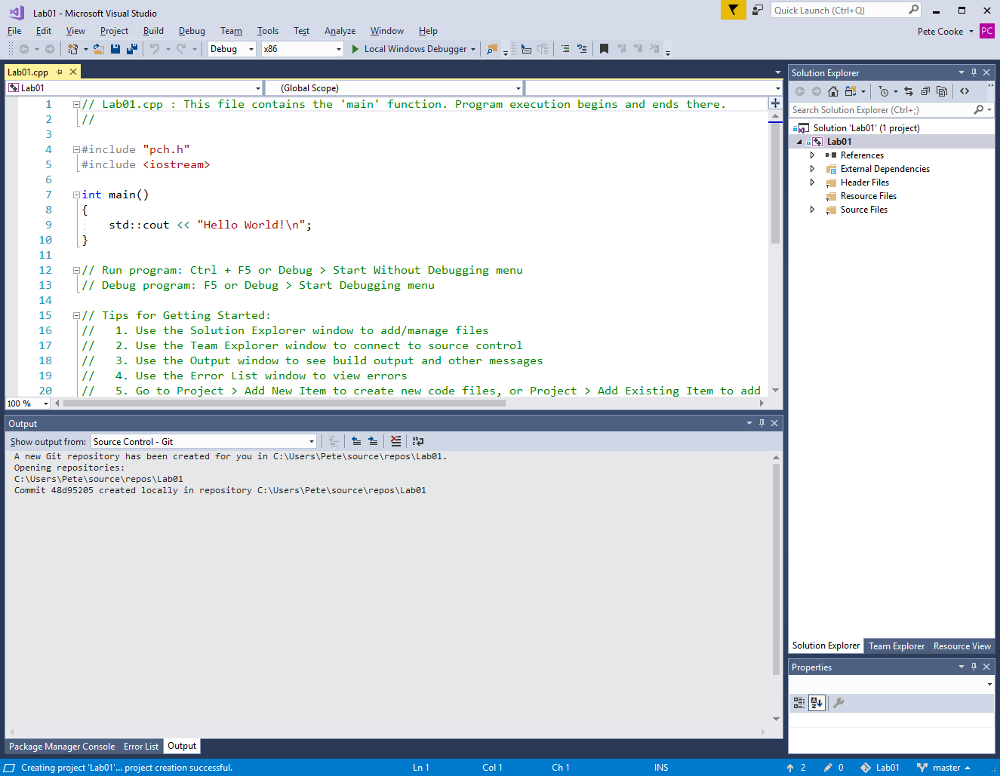 Lab01 - Microsoft Visual Studio
Quick Launch (Ctrl+Q)
File Edit View Project Build Debug Team Tools Test Analyze Window Help
Pete Cooke
PC
Debug x86 Local Windows Debugger
Lab01.cpp
Lab01 (Global Scope)
1 // Lab01.cpp : This file contains the 'main' function. Program execution begins and ends there.
2 //
3
4 #include "pch.h"
5 #include <iostream>
6
7 int main()
8 {
9 std::cout << "Hello World!\n";
10 }
11
12 // Run program: Ctrl + F5 or Debug > Start Without Debugging menu
13 // Debug program: F5 or Debug > Start Debugging menu
14
15 // Tips for Getting Started:
16 //   1. Use the Solution Explorer window to add/manage files
17 //   2. Use the Team Explorer window to connect to source control
18 //   3. Use the Output window to see build output and other messages
19 //   4. Use the Error List window to view errors
20 //   5. Go to Project > Add New Item to create new code files, or Project > Add Existing Item to add
100 %
Output
Show output from: Source Control - Git
A new Git repository has been created for you in C:\Users\Pete\source\repos\Lab01.
Opening repositories:
C:\Users\Pete\source\repos\Lab01
Commit 48d95205 created locally in repository C:\Users\Pete\source\repos\Lab01
Package Manager Console Error List Output
Solution Explorer
Search Solution Explorer (Ctrl+;)
Solution 'Lab01' (1 project)
Lab01
References
External Dependencies
Header Files
Resource Files
Source Files
Solution Explorer Team Explorer Resource View
Properties
Creating project 'Lab01'... project creation successful. Ln 1 Col 1 Ch 1 INS 2 0 Lab01 master